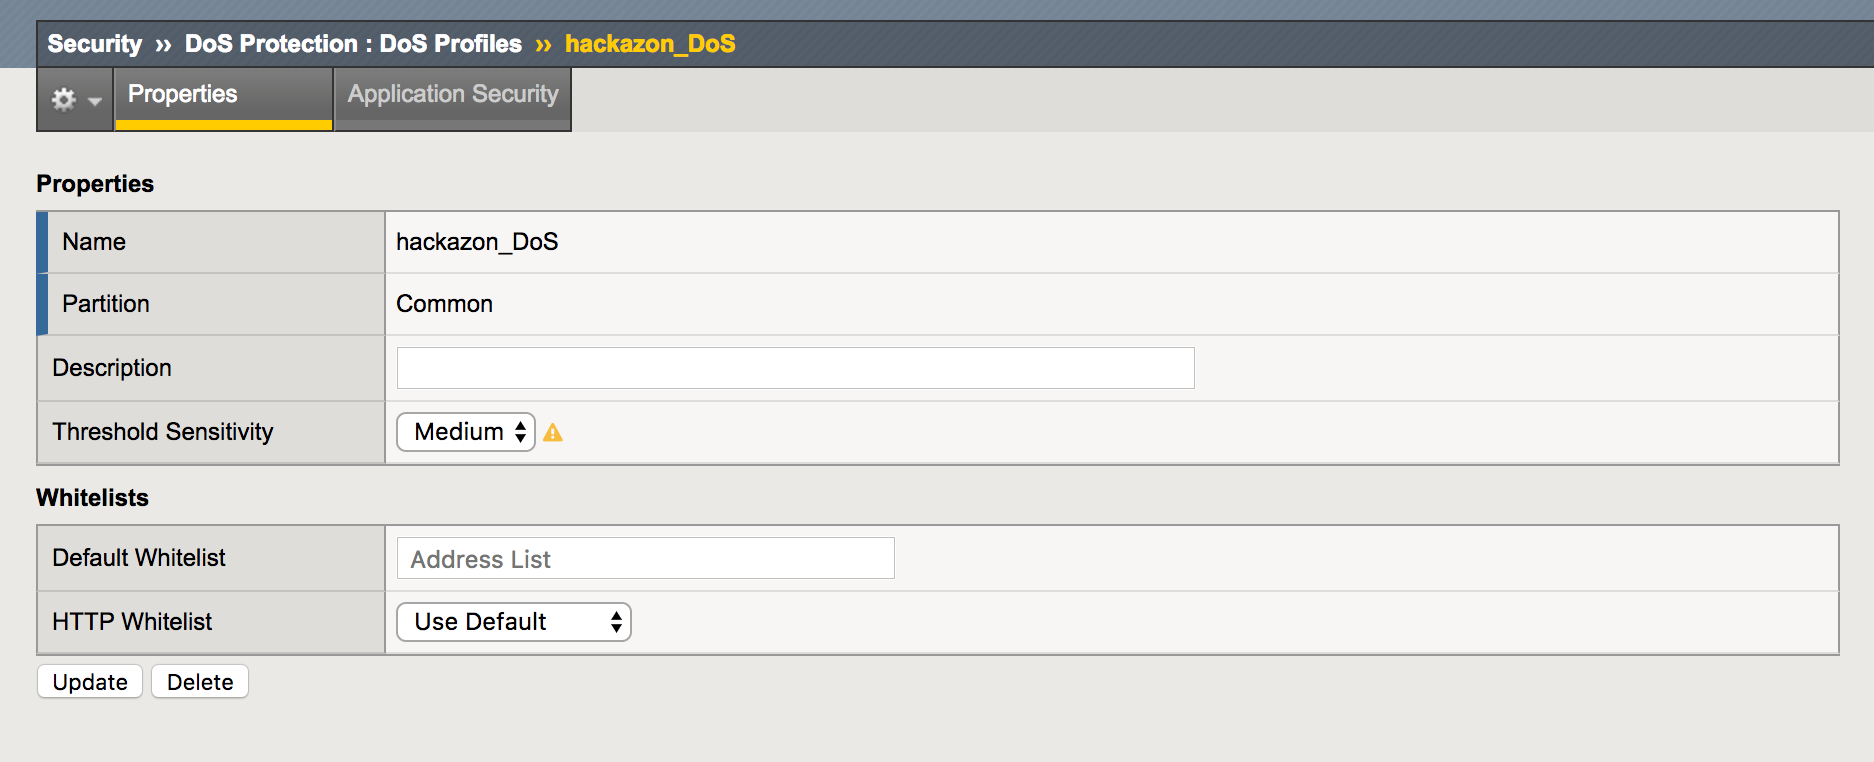 Security ›› DoS Protection : DoS Profiles ›› hackazon_DoS
Properties Application Security
Properties
Name hackazon_DoS
Partition Common
Description
Threshold Sensitivity Medium
Whitelists
Default Whitelist Address List
HTTP Whitelist Use Default
Update Delete